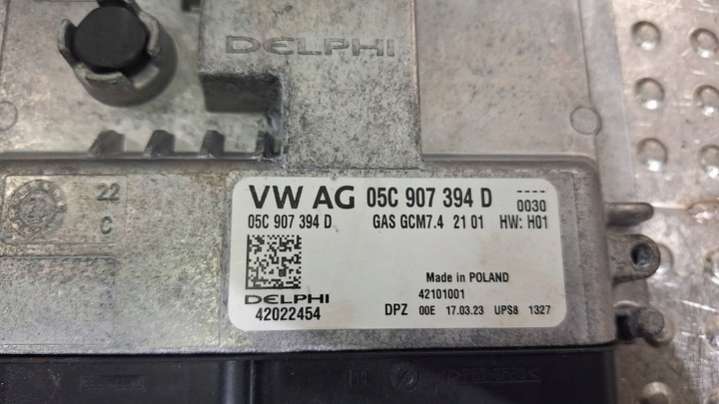 DELPHI
22
C
VW AG 05C 907 394 D ----
0030
05C 907 394 D GAS GCM7.4 21 01 HW: H01
Made in POLAND
42101001
DELPHI
42022454
DPZ 00E 17.03.23 UPS8 1327